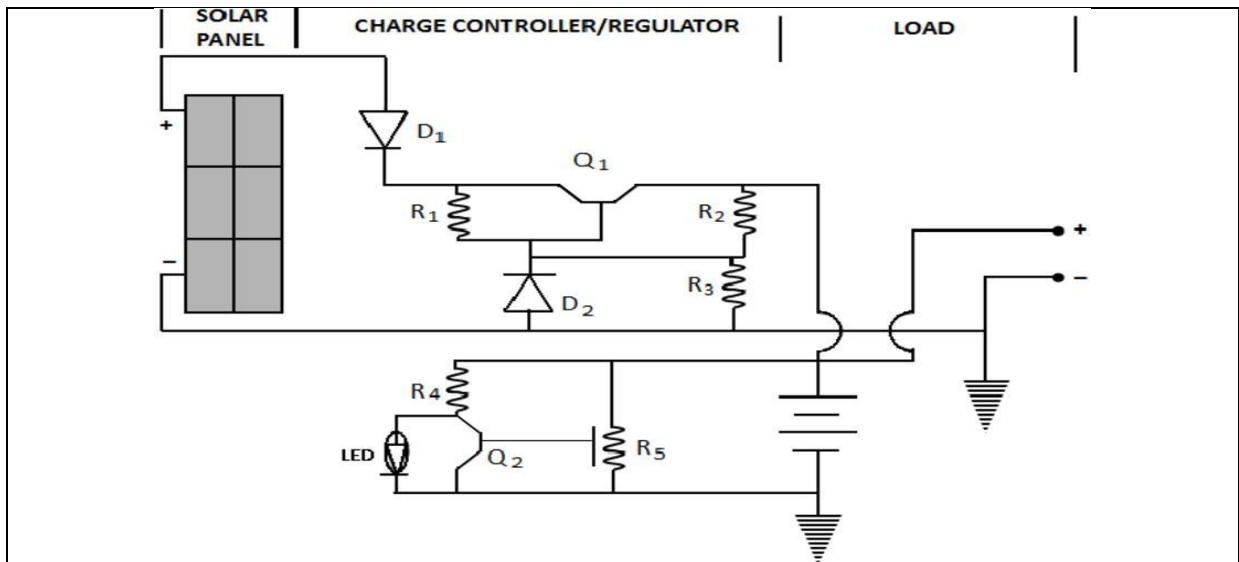 SOLAR
PANEL
CHARGE CONTROLLER/REGULATOR
LOAD
+
D1
Q1
R1
R2
+
−
R3
−
D2
R4
LED
Q2
R5